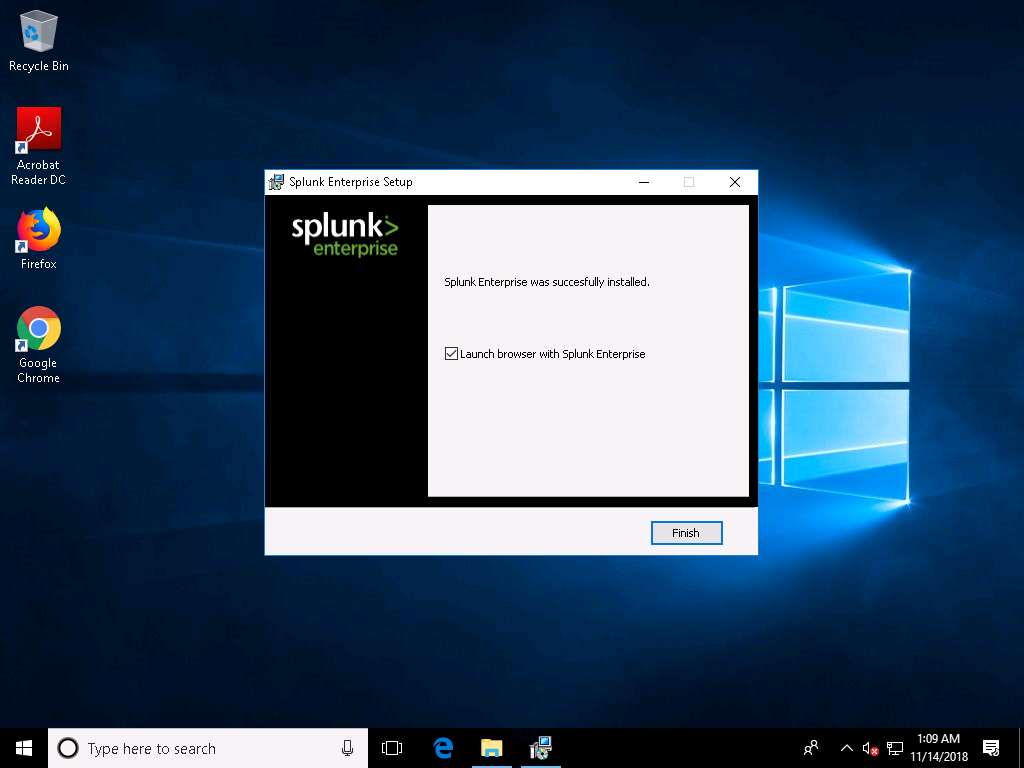 Recycle Bin
Acrobat
Reader DC
Firefox
Google
Chrome
Splunk Enterprise Setup
splunk>
enterprise
Splunk Enterprise was succesfully installed.
Launch browser with Splunk Enterprise
Finish
Type here to search
1:09 AM
11/14/2018